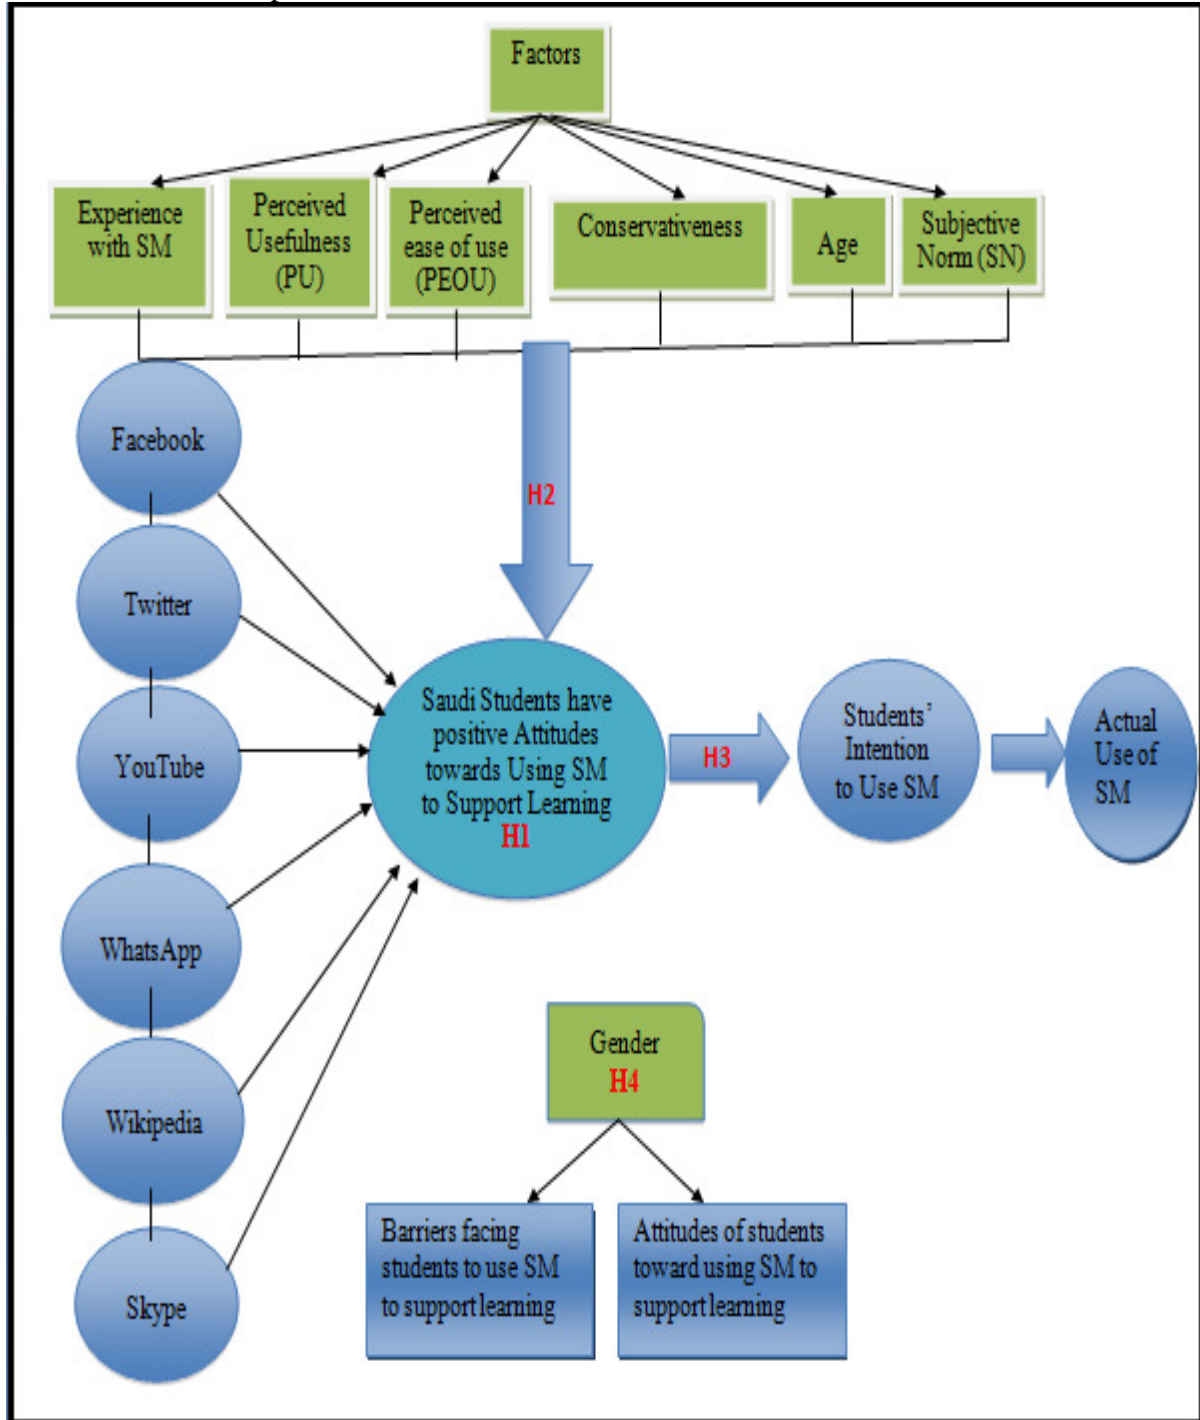 Factors
Experience
with SM
Perceived
Usefulness
(PU)
Perceived
ease of use
(PEOU)
Conservativeness
Age
Subjective
Norm (SN)
Facebook
H2
Twitter
YouTube
Saudi Students have
positive Attitudes
towards Using SM
to Support Learning
H1
H3
Students’
Intention
to Use SM
Actual
Use of
SM
WhatsApp
Wikipedia
Skype
Gender
H4
Barriers facing
students to use SM
to support learning
Attitudes of students
toward using SM to
support learning